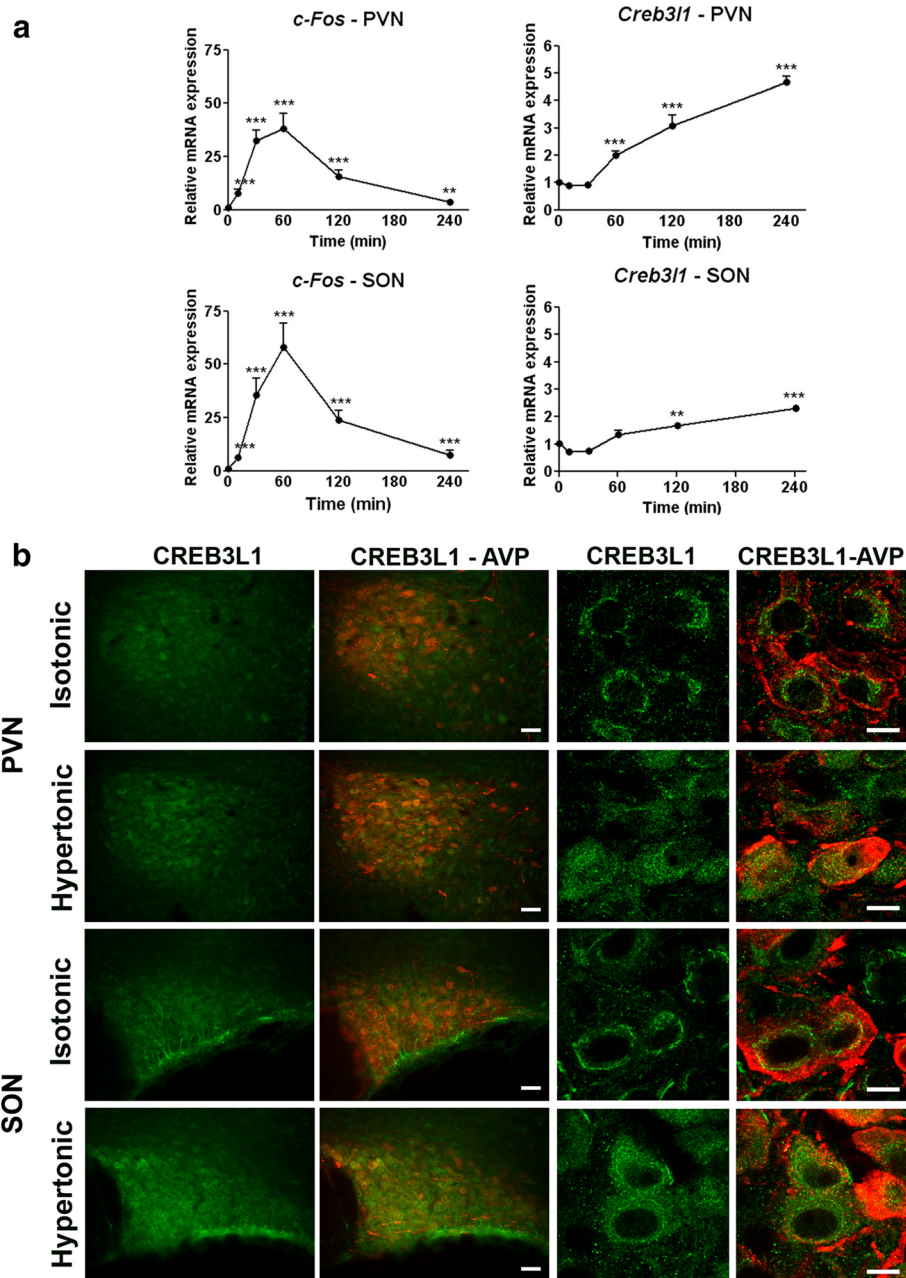 a
c-Fos - PVN
Relative mRNA expression
75
50
25
0
***
***
***
***
**
0 60 120 180 240
Time (min)
Creb3l1 - PVN
Relative mRNA expression
6
5
4
3
2
1
0
***
***
***
0 60 120 180 240
Time (min)
c-Fos - SON
Relative mRNA expression
75
50
25
0
***
***
***
***
***
0 60 120 180 240
Time (min)
Creb3l1 - SON
Relative mRNA expression
6
5
4
3
2
1
0
**
***
0 60 120 180 240
Time (min)
b
CREB3L1
CREB3L1 - AVP
CREB3L1
CREB3L1-AVP
PVN
Isotonic
Hypertonic
SON
Isotonic
Hypertonic